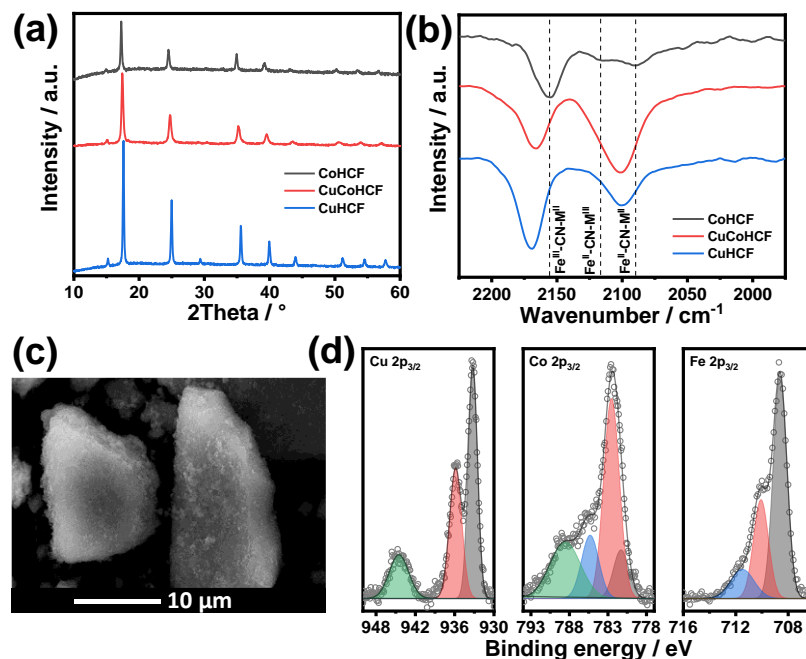 (a)
Intensity / a.u.
CoHCF
CuCoHCF
CuHCF
10 20 30 40 50 60
2Theta / °
(b)
Intensity / a.u.
Fe^III-CN-M^II
Fe^II-CN-M^III
Fe^II-CN-M^II
CoHCF
CuCoHCF
CuHCF
2200 2150 2100 2050 2000
Wavenumber / cm⁻¹
(c)
10 µm
(d)
Cu 2p₃/₂
Co 2p₃/₂
Fe 2p₃/₂
948 942 936 930
794 788 783 778
716 712 708
Binding energy / eV